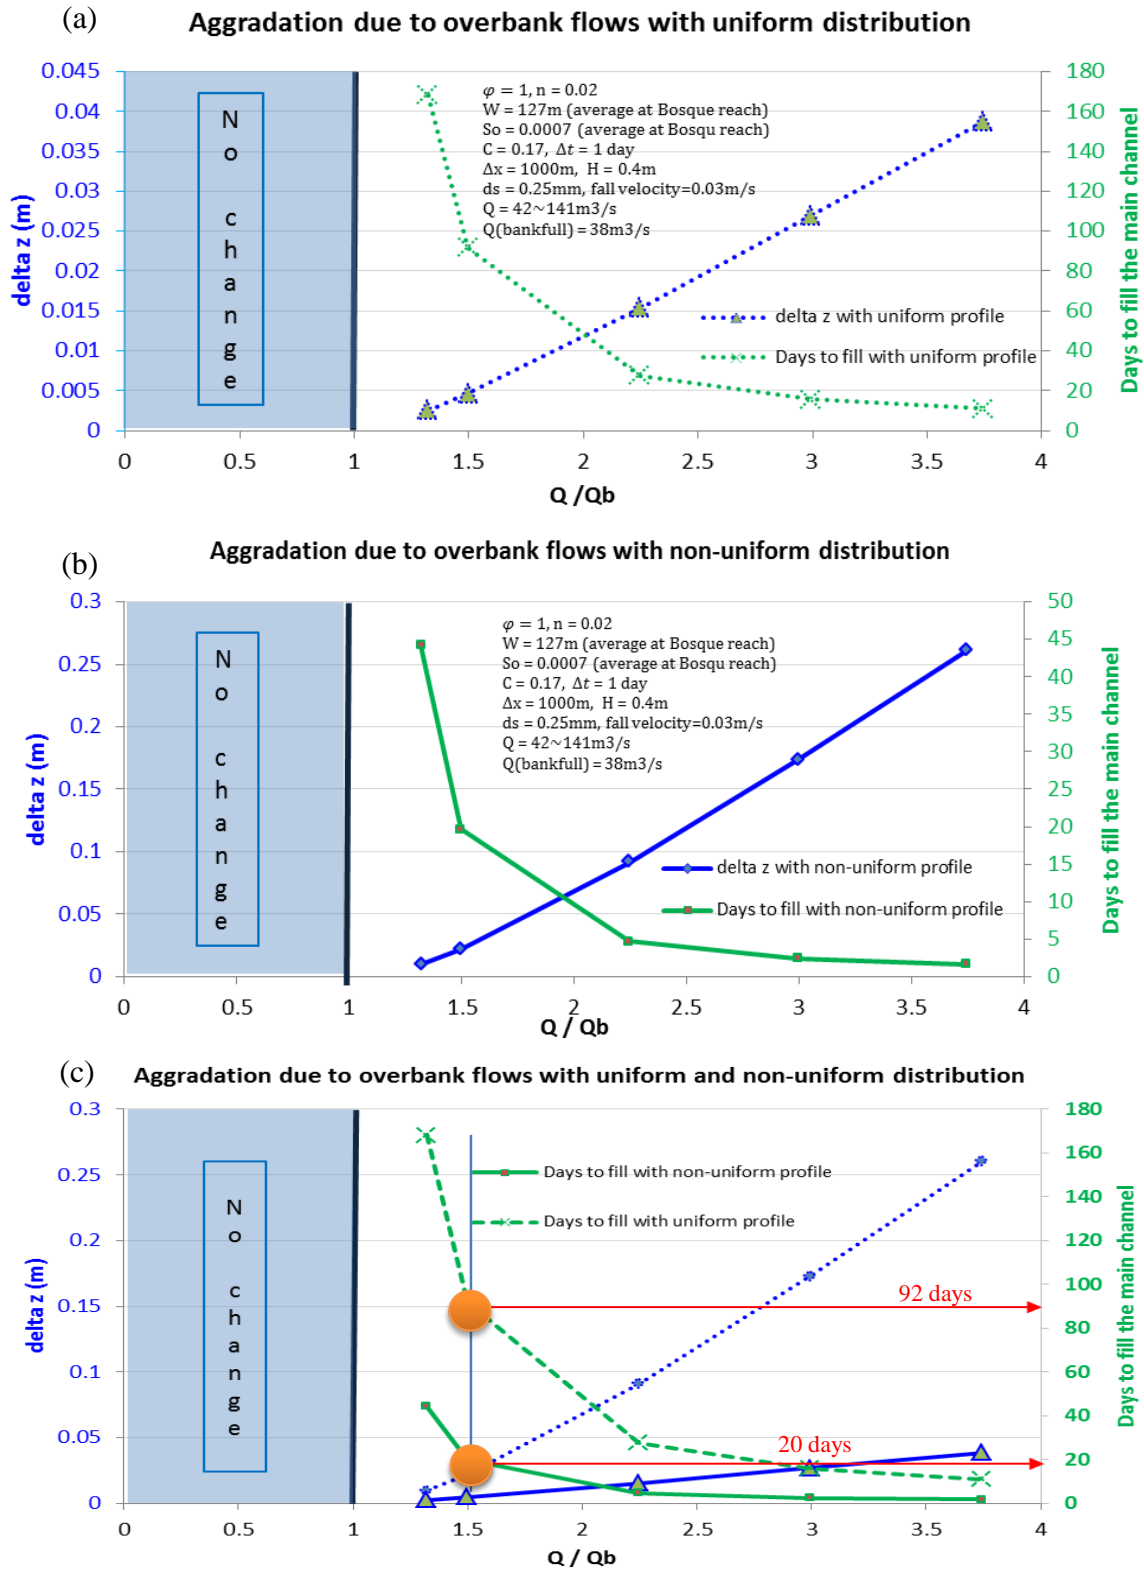 (a)
Aggradation due to overbank flows with uniform distribution
0.045
0.04
0.035
0.03
0.025
0.02
0.015
0.01
0.005
0
delta z (m)
No change
φ = 1, n = 0.02
W = 127m (average at Bosque reach)
So = 0.0007 (average at Bosqu reach)
C = 0.17, Δt = 1 day
Δx = 1000m, H = 0.4m
ds = 0.25mm, fall velocity=0.03m/s
Q = 42~141m3/s
Q(bankfull) = 38m3/s
delta z with uniform profile
Days to fill with uniform profile
180
160
140
120
100
80
60
40
20
0
Days to fill the main channel
0 0.5 1 1.5 2 2.5 3 3.5 4
Q /Qb
(b)
Aggradation due to overbank flows with non-uniform distribution
0.3
0.25
0.2
0.15
0.1
0.05
0
delta z (m)
No change
φ = 1, n = 0.02
W = 127m (average at Bosque reach)
So = 0.0007 (average at Bosqu reach)
C = 0.17, Δt = 1 day
Δx = 1000m, H = 0.4m
ds = 0.25mm, fall velocity=0.03m/s
Q = 42~141m3/s
Q(bankfull) = 38m3/s
delta z with non-uniform profile
Days to fill with non-uniform profile
50
45
40
35
30
25
20
15
10
5
0
Days to fill the main channel
0 0.5 1 1.5 2 2.5 3 3.5 4
Q / Qb
(c)
Aggradation due to overbank flows with uniform and non-uniform distribution
0.3
0.25
0.2
0.15
0.1
0.05
0
delta z (m)
No change
Days to fill with non-uniform profile
Days to fill with uniform profile
92 days
20 days
180
160
140
120
100
80
60
40
20
0
Days to fill the main channel
0 0.5 1 1.5 2 2.5 3 3.5 4
Q / Qb